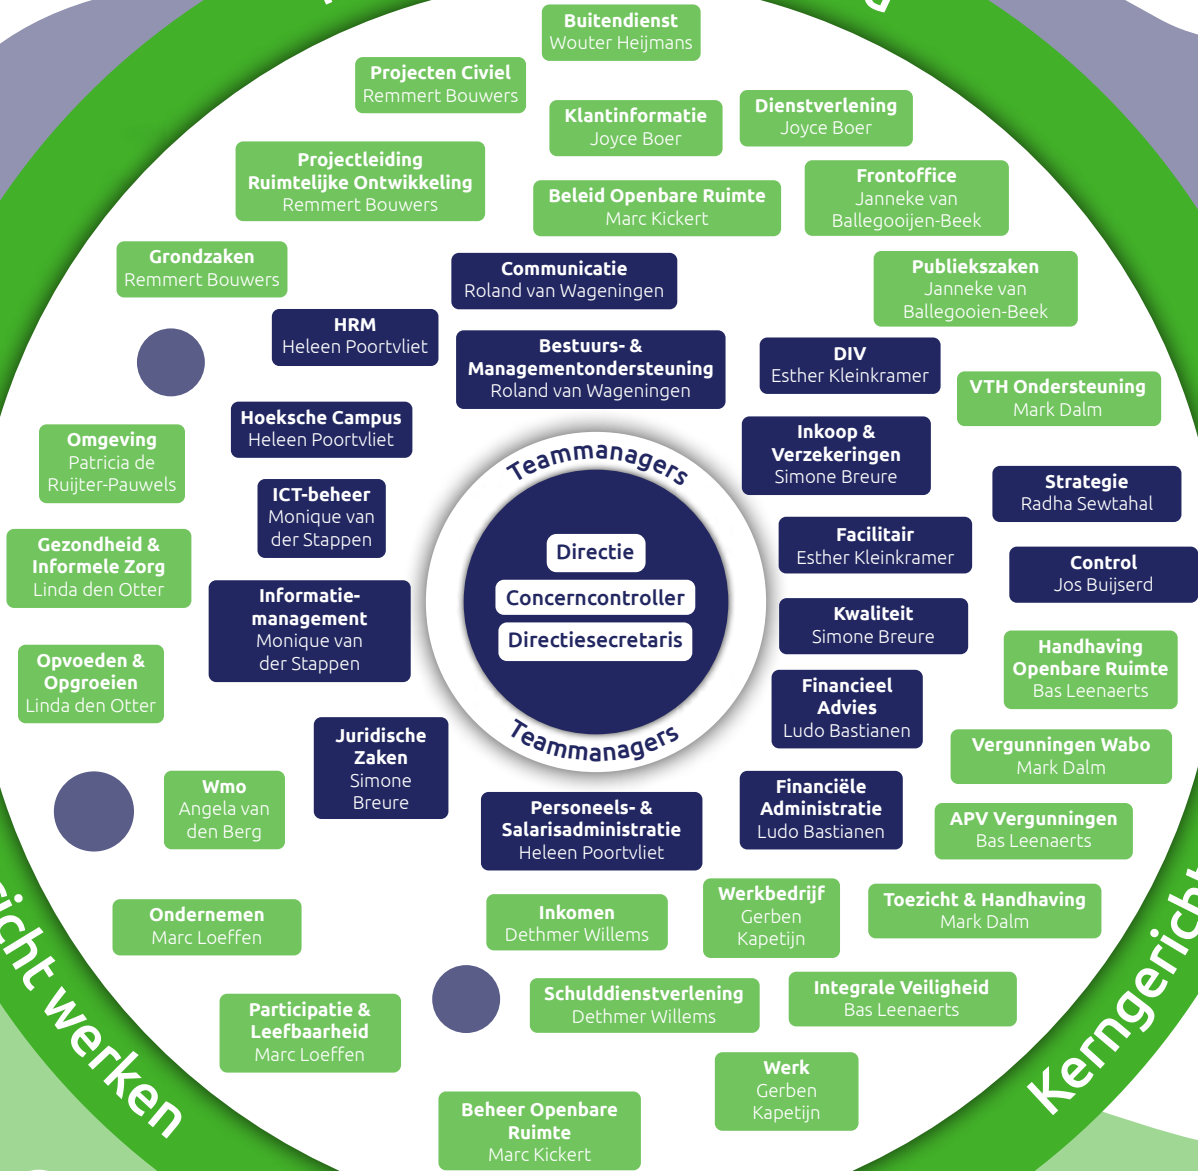 Buitendienst
Wouter Heijmans
Projecten Civiel
Remmert Bouwers
Klantinformatie
Joyce Boer
Dienstverlening
Joyce Boer
Projectleiding
Ruimtelijke Ontwikkeling
Remmert Bouwers
Beleid Openbare Ruimte
Marc Kickert
Frontoffice
Janneke van
Ballegooijen-Beek
Grondzaken
Remmert Bouwers
Communicatie
Roland van Wageningen
Publiekszaken
Janneke van
Ballegooien-Beek
HRM
Heleen Poortvliet
Bestuurs- &
Managementondersteuning
Roland van Wageningen
DIV
Esther Kleinkramer
VTH Ondersteuning
Mark Dalm
Hoeksche Campus
Heleen Poortvliet
Inkoop &
Verzekeringen
Simone Breure
Omgeving
Patricia de
Ruijter-Pauwels
Teammanagers
ICT-beheer
Monique van
der Stappen
Strategie
Radha Sewtahal
Gezondheid &
Informele Zorg
Linda den Otter
Directie
Concerncontroller
Directiesecretaris
Facilitair
Esther Kleinkramer
Control
Jos Buijserd
Informatie-
management
Monique van
der Stappen
Kwaliteit
Simone Breure
Handhaving
Openbare Ruimte
Bas Leenaerts
Opvoeden &
Opgroeien
Linda den Otter
Financieel
Advies
Ludo Bastianen
Teammanagers
Juridische
Zaken
Simone
Breure
Vergunningen Wabo
Mark Dalm
Wmo
Angela van
den Berg
Personeels- &
Salarisadministratie
Heleen Poortvliet
Financiële
Administratie
Ludo Bastianen
APV Vergunningen
Bas Leenaerts
Ondernemen
Marc Loeffen
Inkomen
Dethmer Willems
Werkbedrijf
Gerben
Kapetijn
Toezicht & Handhaving
Mark Dalm
Participatie &
Leefbaarheid
Marc Loeffen
Schulddienstverlening
Dethmer Willems
Integrale Veiligheid
Bas Leenaerts
Werk
Gerben
Kapetijn
Beheer Openbare
Ruimte
Marc Kickert
werken